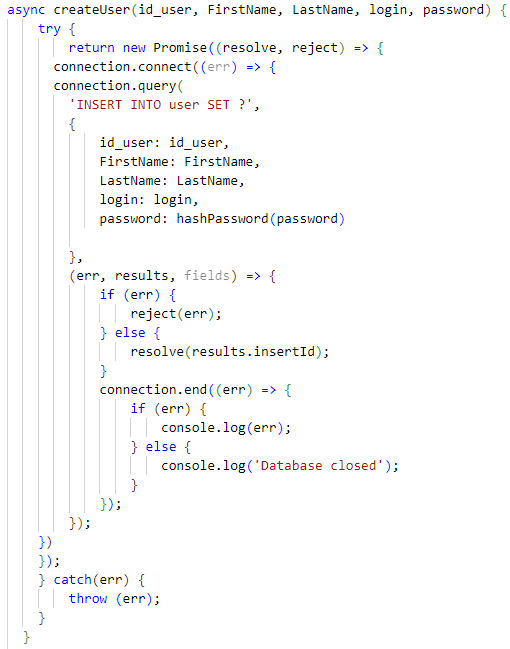 async createUser(id_user, FirstName, LastName, login, password) {
try {
return new Promise((resolve, reject) => {
connection.connect((err) => {
connection.query(
'INSERT INTO user SET ?',
{
id_user: id_user,
FirstName: FirstName,
LastName: LastName,
login: login,
password: hashPassword(password)
},
(err, results, fields) => {
if (err) {
reject(err);
} else {
resolve(results.insertId);
}
connection.end((err) => {
if (err) {
console.log(err);
} else {
console.log('Database closed');
}
});
});
})
});
} catch(err) {
throw (err);
}
}